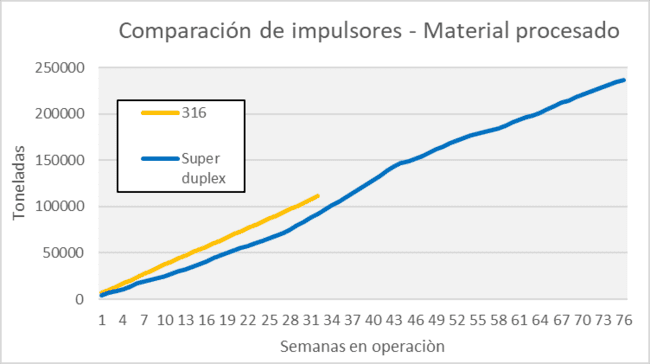 Comparación de impulsores - Material procesado
250000
200000
150000
100000
50000
0
Toneladas
316
Super
duplex
1 4 7 10 13 16 19 22 25 28 31 34 37 40 43 46 49 52 55 58 61 64 67 70 73 76
Semanas en operaciòn